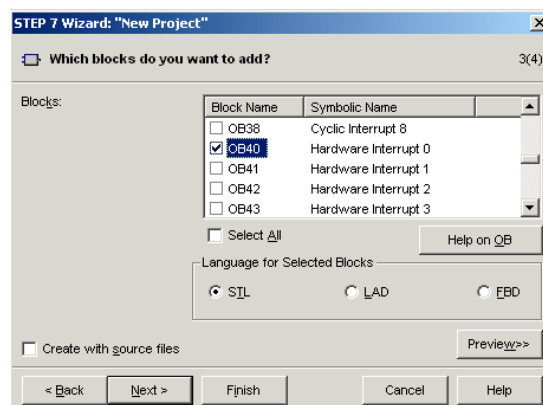 STEP 7 Wizard: "New Project"
Which blocks do you want to add? 3(4)
Blocks:
Block Name Symbolic Name
OB38 Cyclic Interrupt 8
OB40 Hardware Interrupt 0
OB41 Hardware Interrupt 1
OB42 Hardware Interrupt 2
OB43 Hardware Interrupt 3
Select All
Help on OB
Language for Selected Blocks
STL LAD FBD
Create with source files
Preview>>
< Back Next > Finish Cancel Help